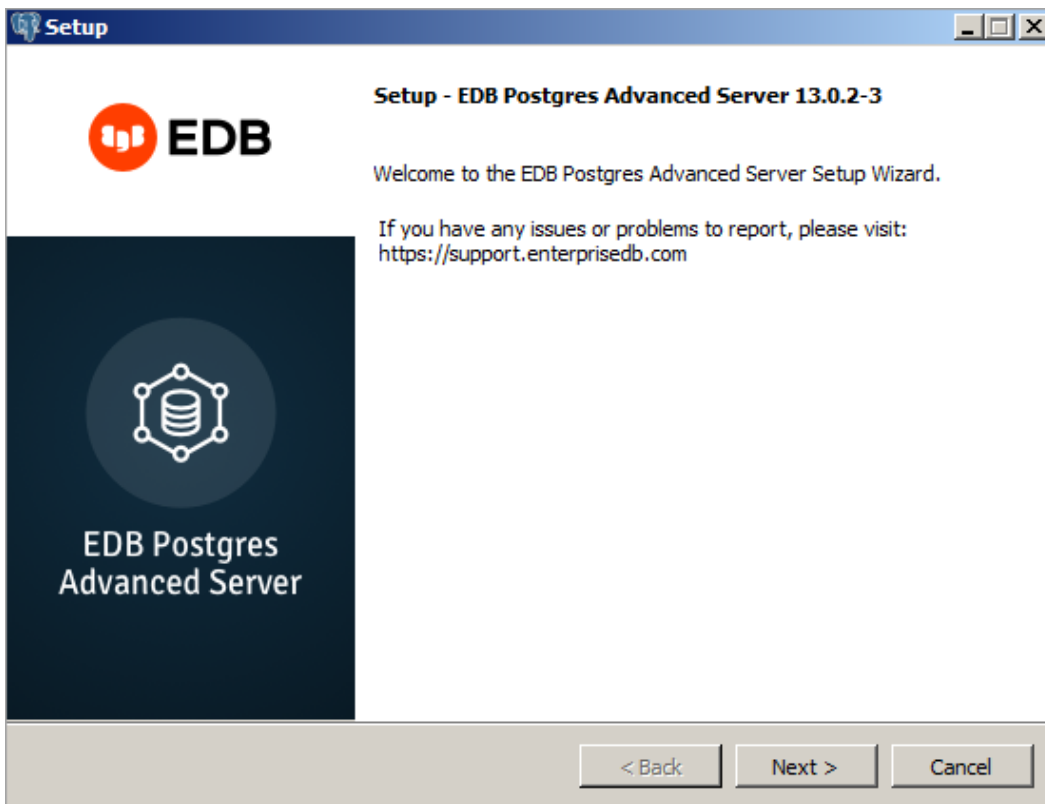 Setup
EDB
Setup - EDB Postgres Advanced Server 13.0.2-3
Welcome to the EDB Postgres Advanced Server Setup Wizard.
If you have any issues or problems to report, please visit:
https://support.enterprisedb.com
EDB Postgres
Advanced Server
< Back
Next >
Cancel